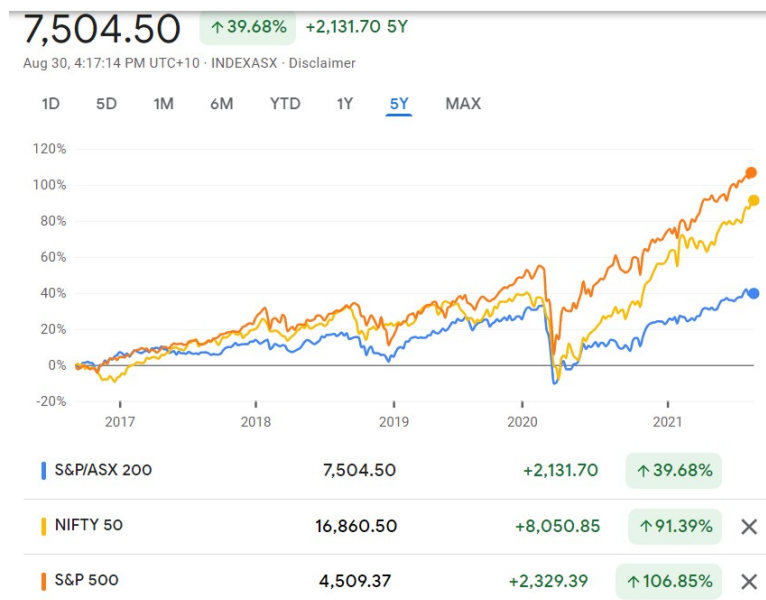 7,504.50 ↑ 39.68% +2,131.70 5Y
Aug 30, 4:17:14 PM UTC+10 · INDEXASX · Disclaimer
1D 5D 1M 6M YTD 1Y 5Y MAX
120%
100%
80%
60%
40%
20%
0%
-20%
2017 2018 2019 2020 2021
S&P/ASX 200 7,504.50 +2,131.70 ↑ 39.68%
NIFTY 50 16,860.50 +8,050.85 ↑ 91.39%
S&P 500 4,509.37 +2,329.39 ↑ 106.85%